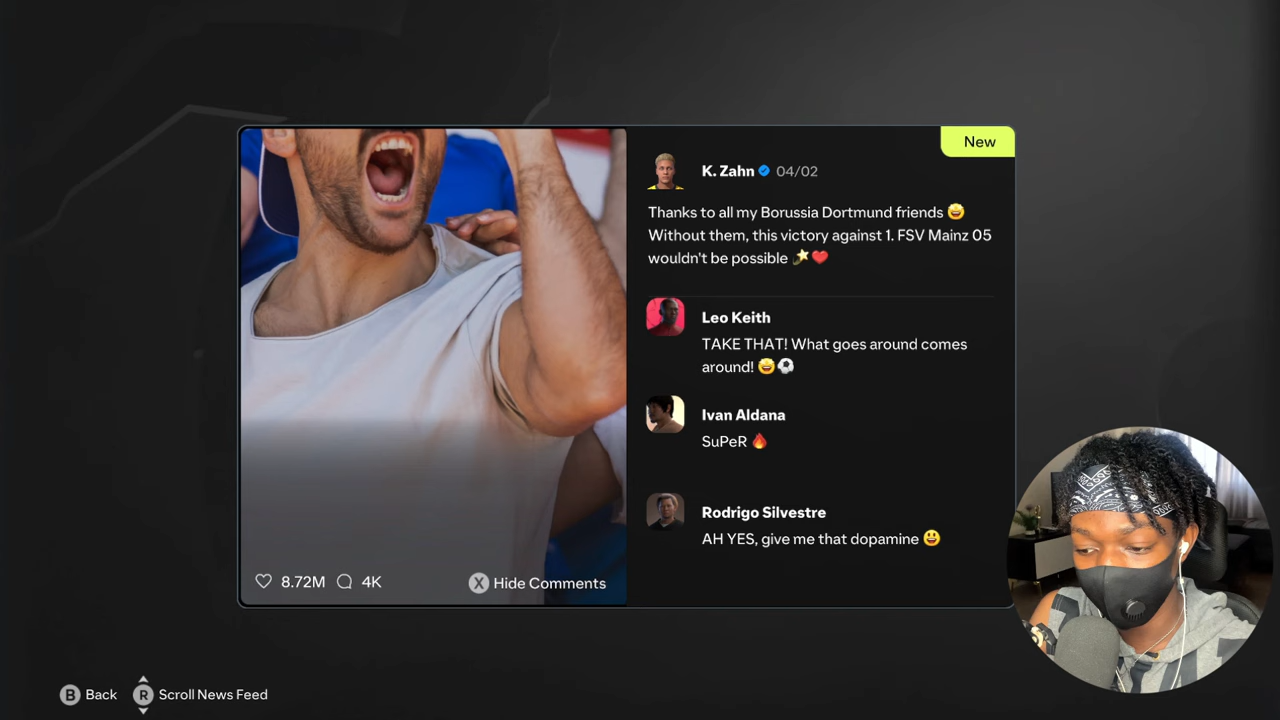 New
K. Zahn 04/02
Thanks to all my Borussia Dortmund friends 🤩
Without them, this victory against 1. FSV Mainz 05
wouldn't be possible 🌠❤️
Leo Keith
TAKE THAT! What goes around comes
around! 😆⚽
Ivan Aldana
SuPeR 🔥
Rodrigo Silvestre
AH YES, give me that dopamine 😃
8.72M 4K X Hide Comments
B Back R Scroll News Feed